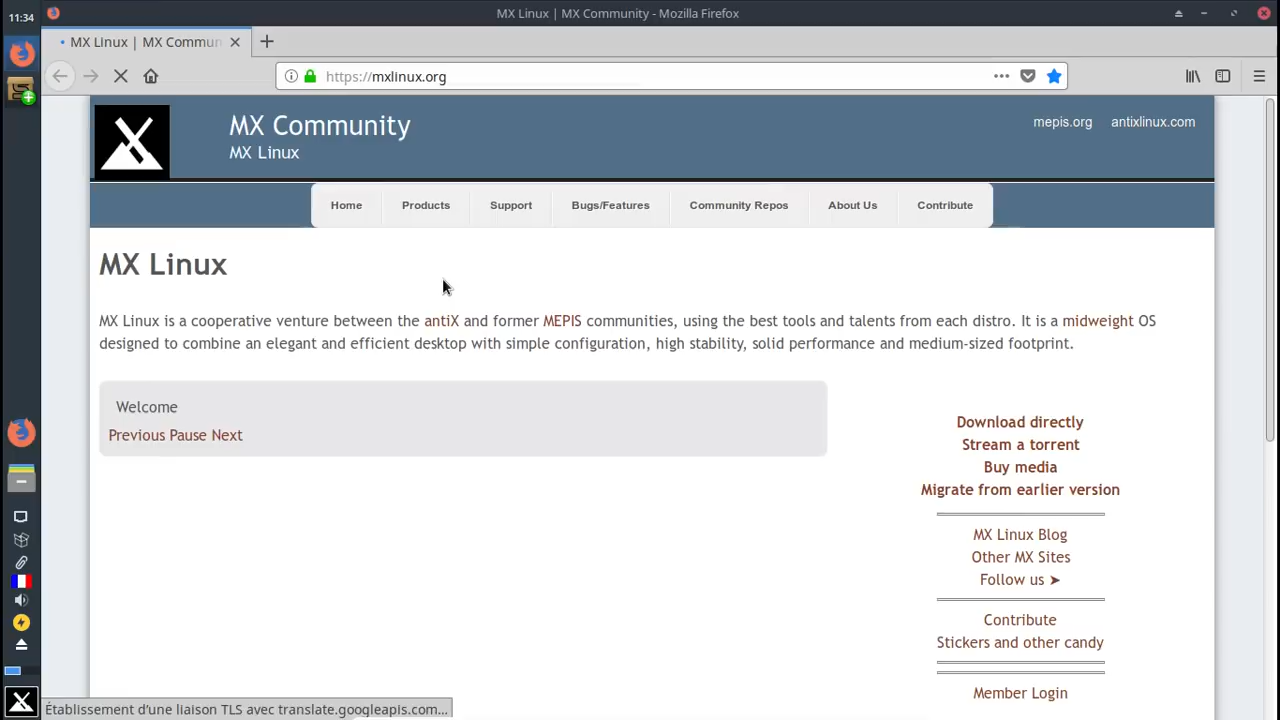 11:34
MX Linux | MX Community - Mozilla Firefox
MX Linux | MX Commun
https://mxlinux.org
MX Community
MX Linux
mepis.org antixlinux.com
Home Products Support Bugs/Features Community Repos About Us Contribute
MX Linux
MX Linux is a cooperative venture between the antiX and former MEPIS communities, using the best tools and talents from each distro. It is a midweight OS
designed to combine an elegant and efficient desktop with simple configuration, high stability, solid performance and medium-sized footprint.
Welcome
Previous Pause Next
Download directly
Stream a torrent
Buy media
Migrate from earlier version
MX Linux Blog
Other MX Sites
Follow us ➤
Contribute
Stickers and other candy
Member Login
Établissement d'une liaison TLS avec translate.googleapis.com...